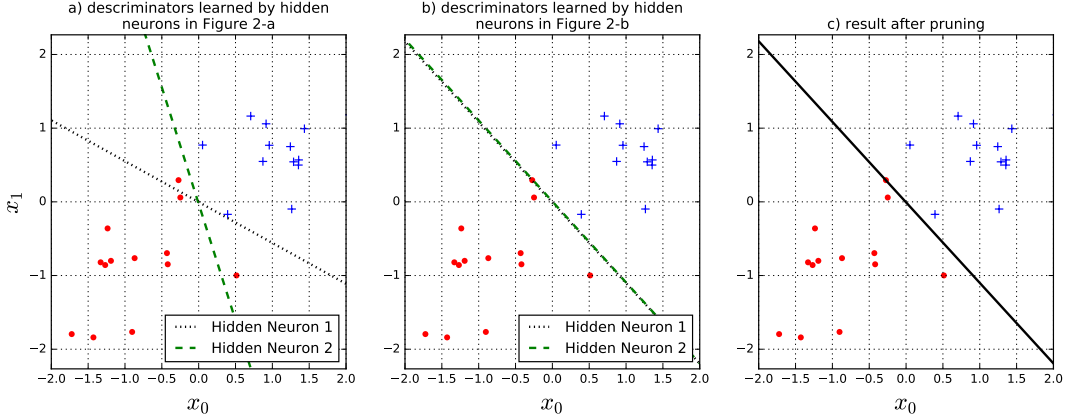 a) descriminators learned by hidden
neurons in Figure 2-a
2
1
0
−1
−2
−2.0 −1.5 −1.0 −0.5 0.0 0.5 1.0 1.5 2.0
x₁
x₀
Hidden Neuron 1
Hidden Neuron 2
b) descriminators learned by hidden
neurons in Figure 2-b
2
1
0
−1
−2
−2.0 −1.5 −1.0 −0.5 0.0 0.5 1.0 1.5 2.0
x₀
Hidden Neuron 1
Hidden Neuron 2
c) result after pruning
2
1
0
−1
−2
−2.0 −1.5 −1.0 −0.5 0.0 0.5 1.0 1.5 2.0
x₀